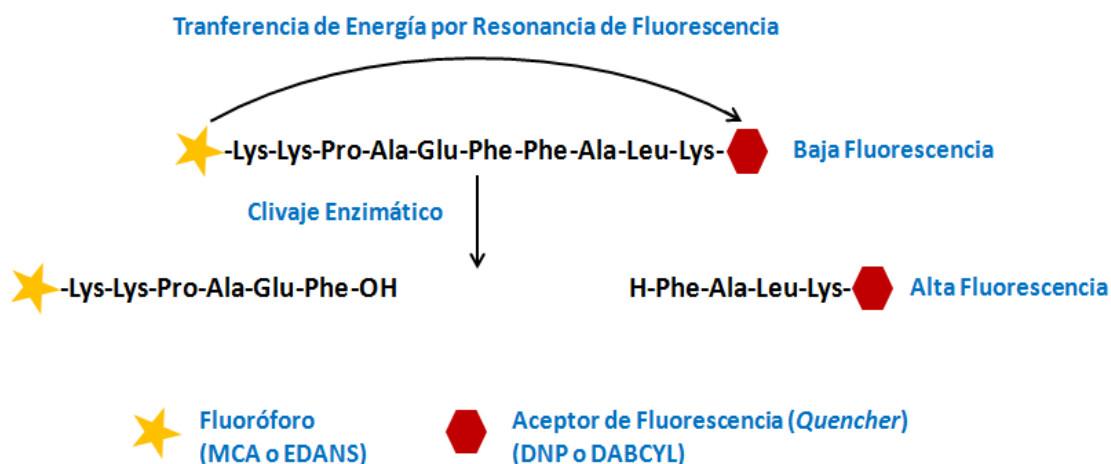 Tranferencia de Energía por Resonancia de Fluorescencia
-Lys-Lys-Pro-Ala-Glu-Phe-Phe-Ala-Leu-Lys-
Baja Fluorescencia
Clivaje Enzimático
-Lys-Lys-Pro-Ala-Glu-Phe-OH
H-Phe-Ala-Leu-Lys-
Alta Fluorescencia
Fluoróforo
(MCA o EDANS)
Aceptor de Fluorescencia (Quencher)
(DNP o DABCYL)